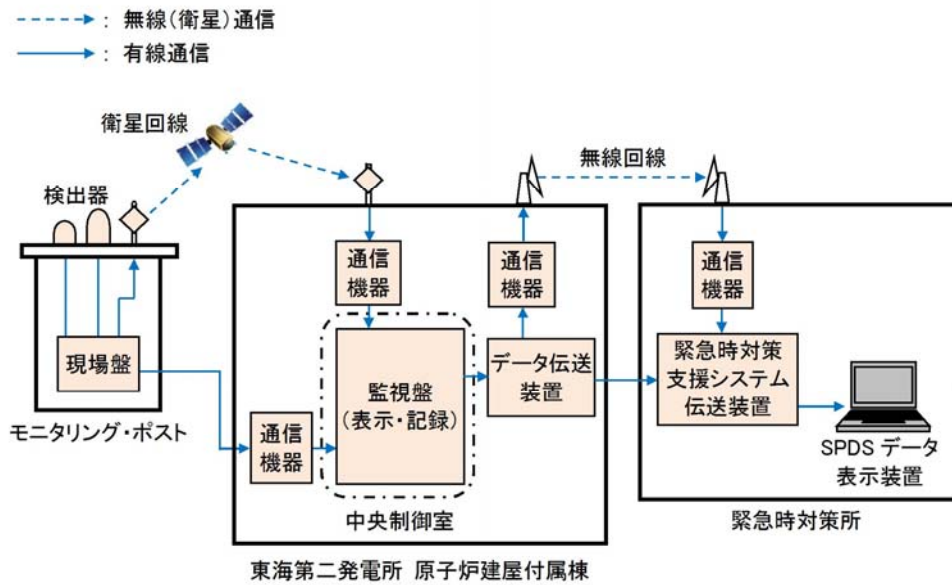 : 無線(衛星)通信
: 有線通信
衛星回線
無線回線
検出器
通信
機器
通信
機器
通信
機器
現場盤
監視盤
(表示・記録)
データ伝送
装置
緊急時対策
支援システム
伝送装置
モニタリング・ポスト
通信
機器
SPDS データ
表示装置
中央制御室
緊急時対策所
東海第二発電所 原子炉建屋付属棟